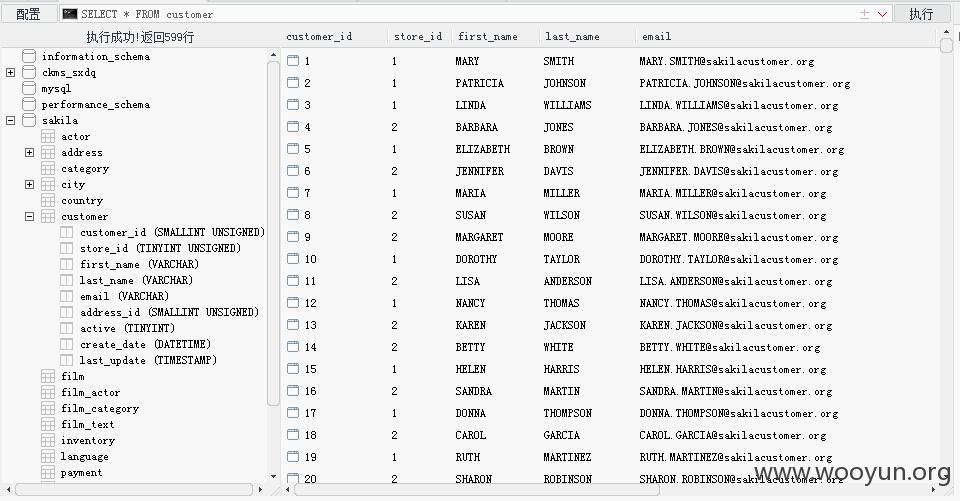 配置 SELECT * FROM customer 执行
执行成功!返回599行
information_schema
ckms_sxdq
mysql
performance_schema
sakila
actor
address
category
city
country
customer
customer_id (SMALLINT UNSIGNED)
store_id (TINYINT UNSIGNED)
first_name (VARCHAR)
last_name (VARCHAR)
email (VARCHAR)
address_id (SMALLINT UNSIGNED)
active (TINYINT)
create_date (DATETIME)
last_update (TIMESTAMP)
film
film_actor
film_category
film_text
inventory
language
payment
customer_id store_id first_name last_name email
1 1 MARY SMITH MARY.SMITH@sakilacustomer.org
2 1 PATRICIA JOHNSON PATRICIA.JOHNSON@sakilacustomer.org
3 1 LINDA WILLIAMS LINDA.WILLIAMS@sakilacustomer.org
4 2 BARBARA JONES BARBARA.JONES@sakilacustomer.org
5 1 ELIZABETH BROWN ELIZABETH.BROWN@sakilacustomer.org
6 2 JENNIFER DAVIS JENNIFER.DAVIS@sakilacustomer.org
7 1 MARIA MILLER MARIA.MILLER@sakilacustomer.org
8 2 SUSAN WILSON SUSAN.WILSON@sakilacustomer.org
9 2 MARGARET MOORE MARGARET.MOORE@sakilacustomer.org
10 1 DOROTHY TAYLOR DOROTHY.TAYLOR@sakilacustomer.org
11 2 LISA ANDERSON LISA.ANDERSON@sakilacustomer.org
12 1 NANCY THOMAS NANCY.THOMAS@sakilacustomer.org
13 2 KAREN JACKSON KAREN.JACKSON@sakilacustomer.org
14 2 BETTY WHITE BETTY.WHITE@sakilacustomer.org
15 1 HELEN HARRIS HELEN.HARRIS@sakilacustomer.org
16 2 SANDRA MARTIN SANDRA.MARTIN@sakilacustomer.org
17 1 DONNA THOMPSON DONNA.THOMPSON@sakilacustomer.org
18 2 CAROL GARCIA CAROL.GARCIA@sakilacustomer.org
19 1 RUTH MARTINEZ RUTH.MARTINEZ@sakilacustomer.org
20 2 SHARON ROBINSON SHARON.ROBINSON@sakilacustomer.org
www.wooyun.org